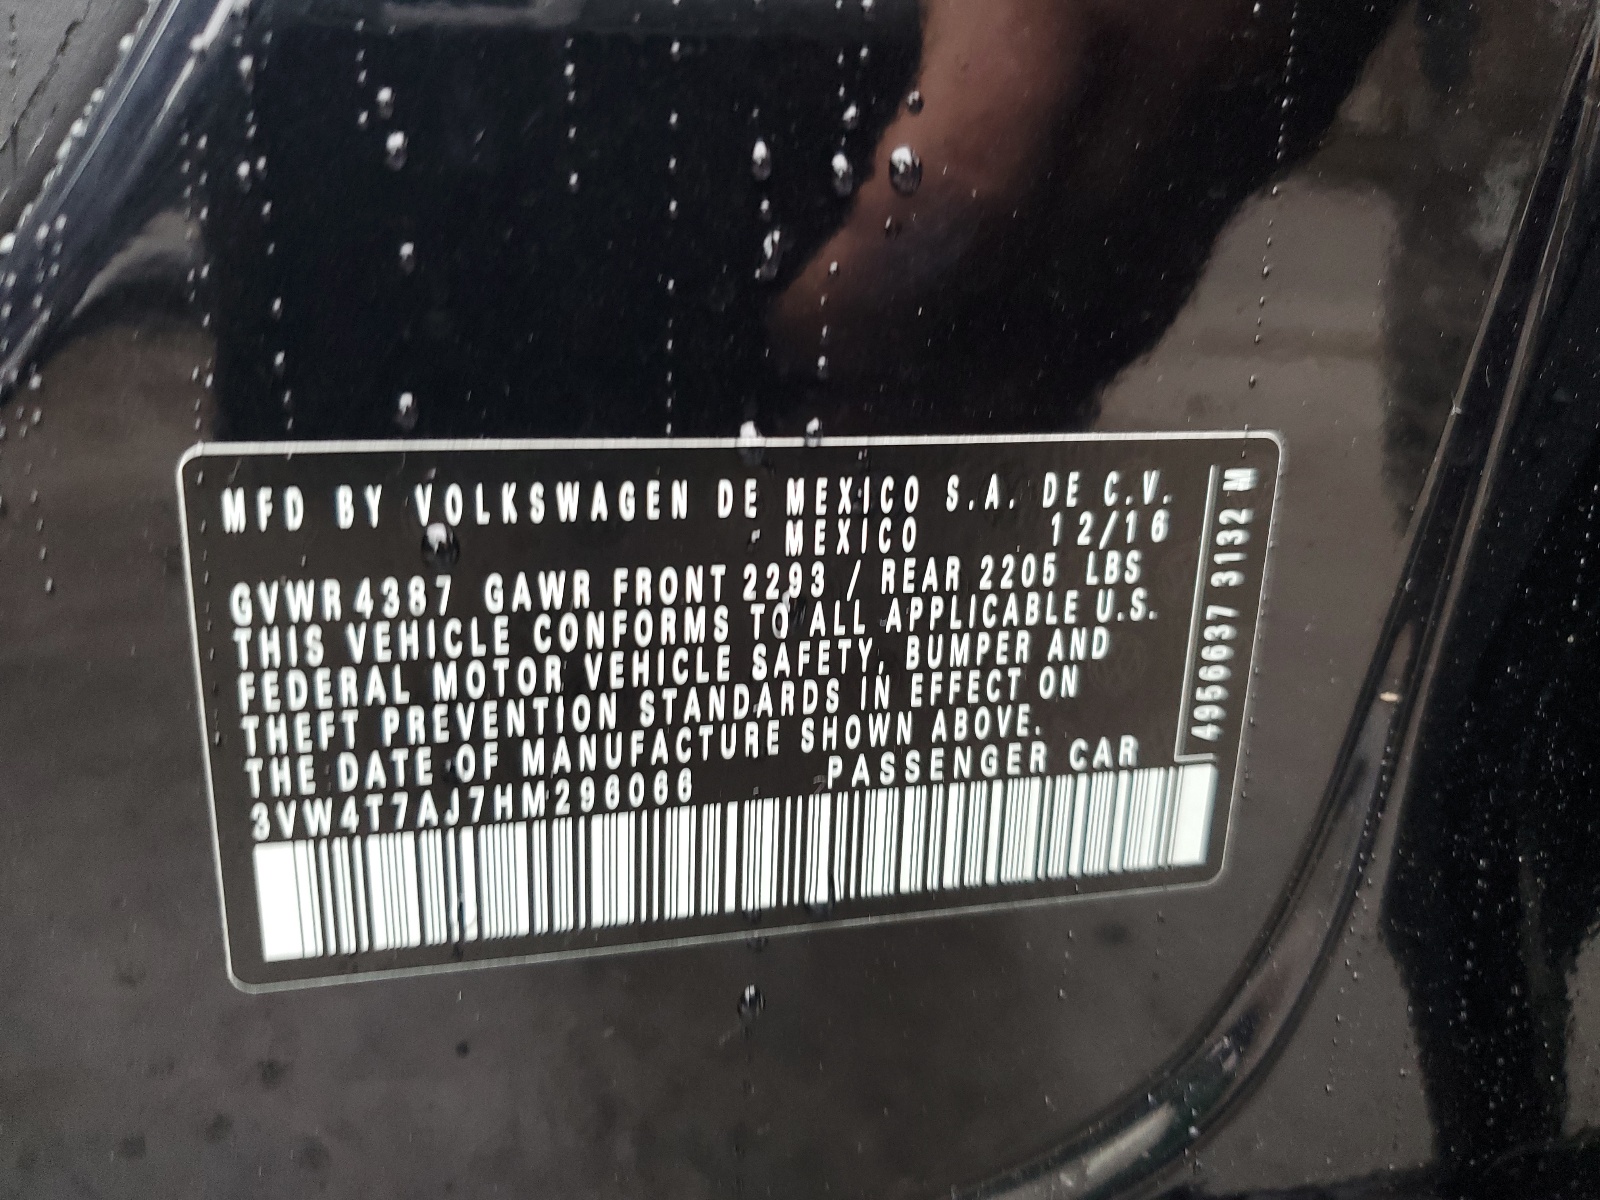 MFD BY VOLKSWAGEN DE MEXICO S.A. DE C.V.
MEXICO 12/16
GVWR 4387 GAWR FRONT 2293 / REAR 2205 LBS
THIS VEHICLE CONFORMS TO ALL APPLICABLE U.S.
FEDERAL MOTOR VEHICLE SAFETY, BUMPER AND
THEFT PREVENTION STANDARDS IN EFFECT ON
THE DATE OF MANUFACTURE SHOWN ABOVE.
3VW4T7AJ7HM296066 PASSENGER CAR
4956637 3132 M